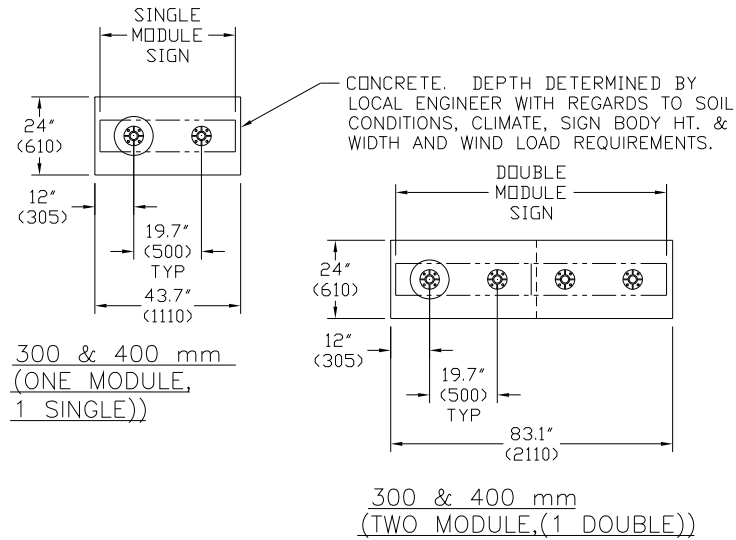 SINGLE
MODULE
SIGN
24"
(610)
12"
(305)
19.7"
(500)
TYP
43.7"
(1110)
300 & 400 mm
(ONE MODULE,
1 SINGLE))
CONCRETE. DEPTH DETERMINED BY
LOCAL ENGINEER WITH REGARDS TO SOIL
CONDITIONS, CLIMATE, SIGN BODY HT. &
WIDTH AND WIND LOAD REQUIREMENTS.
DOUBLE
MODULE
SIGN
24"
(610)
12"
(305)
19.7"
(500)
TYP
83.1"
(2110)
300 & 400 mm
(TWO MODULE,(1 DOUBLE))